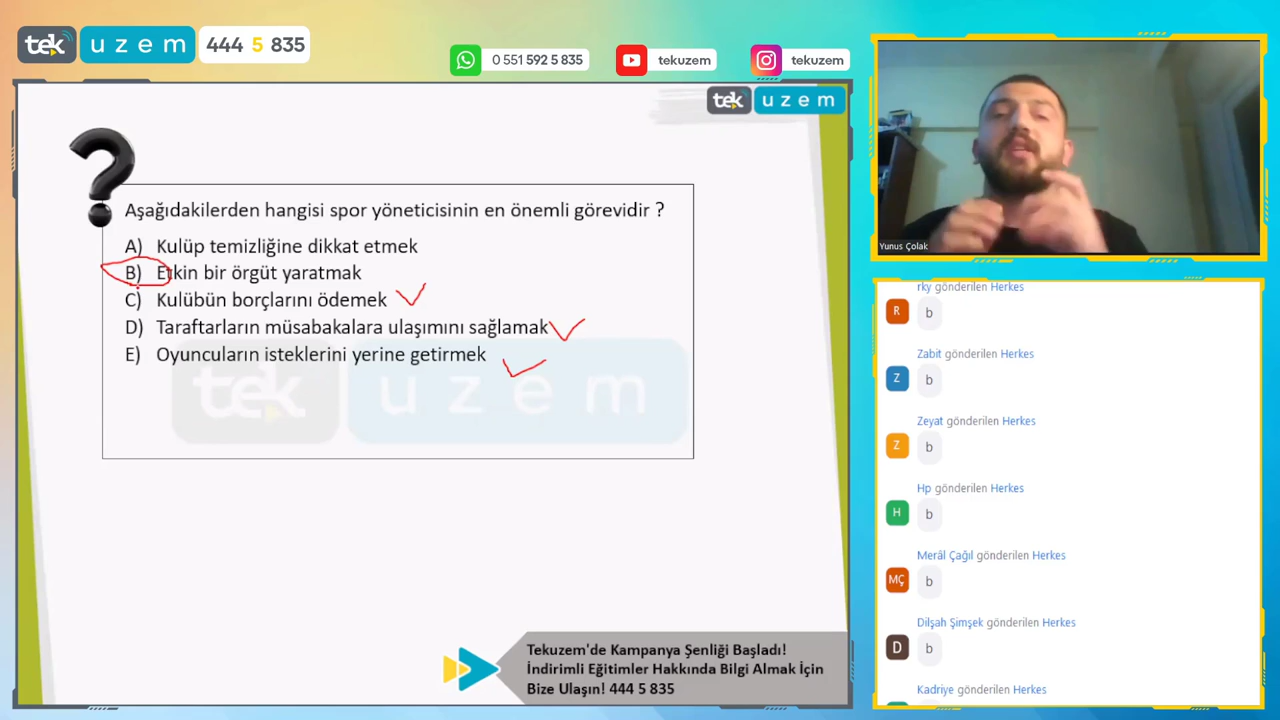 tek uzem 444 5 835
0 551 592 5 835
tekuzem
tekuzem
tek uzem
Aşağıdakilerden hangisi spor yöneticisinin en önemli görevidir ?
A) Kulüp temizliğine dikkat etmek
B) Etkin bir örgüt yaratmak
C) Kulübün borçlarını ödemek
D) Taraftarların müsabakalara ulaşımını sağlamak
E) Oyuncuların isteklerini yerine getirmek
tek uzem
Tekuzem'de Kampanya Şenliği Başladı!
İndirimli Eğitimler Hakkında Bilgi Almak İçin
Bize Ulaşın! 444 5 835
Yunus Çolak
rky gönderilen Herkes
R b
Zabit gönderilen Herkes
Z b
Zeyat gönderilen Herkes
Z b
Hp gönderilen Herkes
H b
Merâl Çağıl gönderilen Herkes
MÇ b
Dilşah Şimşek gönderilen Herkes
D b
Kadriye gönderilen Herkes